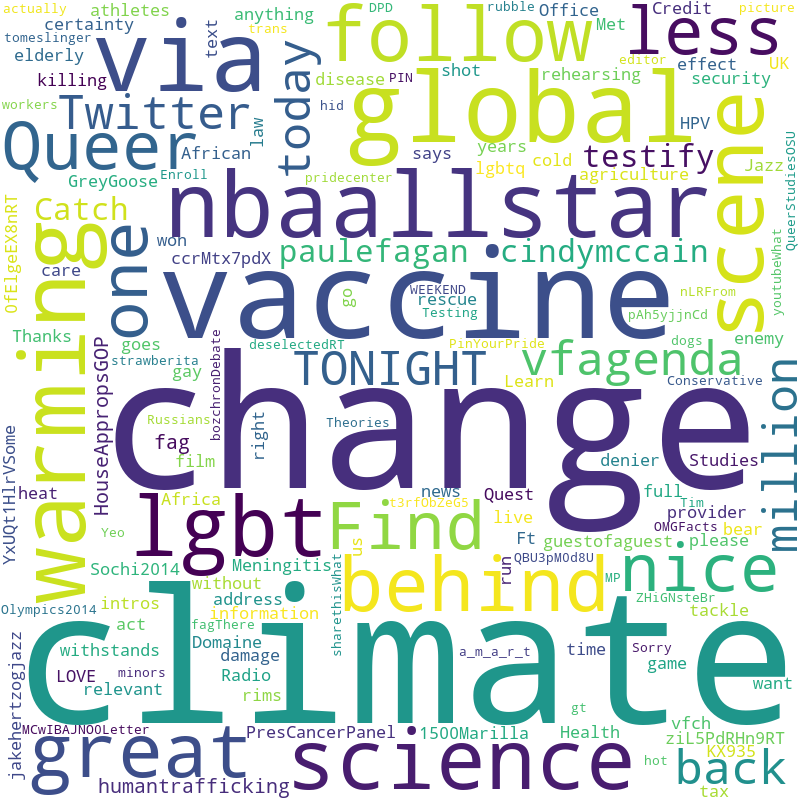 actually
athletes
anything
DPD
rubble
Office
Credit
picture
tomeslinger
certainty
via
text
trans
follow
Met
less
elderly
editor
effect
UK
killing
disease
PIN
shot
rehearsing
security
workers
Twitter
today
hid
global
HPV
Queer
African
law
says
years
testify
scene
GreyGoose
Enroll
pridecenter
lgbtq
cold
agriculture
Jazz
QueerStudiesOSU
OfElgeEX8nRT
Catch
nbaallstar
warming
one
won
ccrMtx7pdX
paulefagan
cindymccain
care
vaccine
go
WEEKEND
rescue
Testing
nLRFrom
pAh5yjjnCd
youtubeWhat
Thanks
goes
deselectedRT
PinYourPride
dogs
enemy
strawberita
bozchronDebate
TONIGHT
vfagenda
HouseAppropsGOP
gay
Learn
Conservative
million
change
YxUQt1HlrVSome
fag
Russians
right
Theories
film
denier
Studies
heat
Africa
news
Quest
full
Tim
t3rfObZeG5
provider
lgbt
Find
live
OMGFacts
bear
Yeo
us
Ft
guestofaguest
please
Sochi2014
Meningitis
run
QBU3pMOd8U
nice
without
behind
MP
address
sharethisWhat
ZHiGNsteBr
Olympics2014
intros
information
tackle
act
fagThere
climate
withstands
Domaine
damage
a_m_a_r_t
time
Sorry
jakehertzogjazz
LOVE
minors
Radio
game
want
relevant
rims
gt
MCwIBAJNO0Letter
PresCancerPanel
1500Marilla
Health
vfch
ziL5PdRHn9RT
great
science
KX935
hot
back
humantrafficking
tax